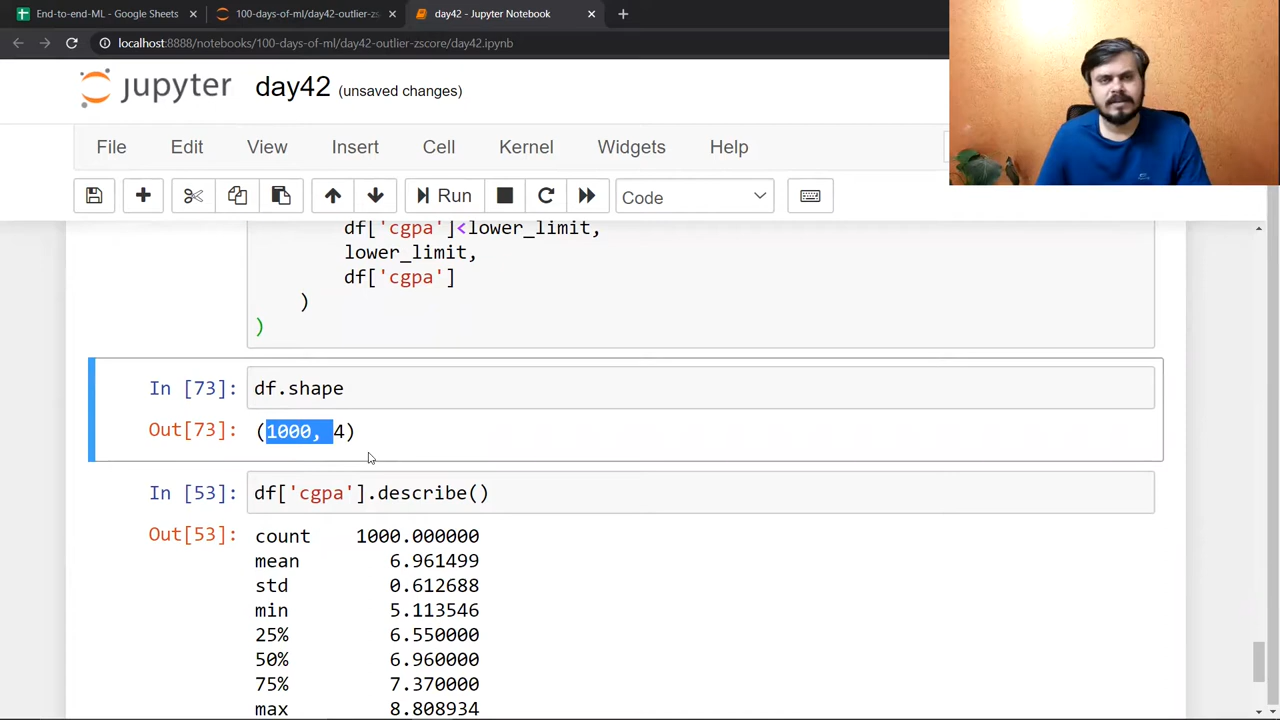 End-to-end-ML - Google Sheets
100-days-of-ml/day42-outlier-zsc
day42 - Jupyter Notebook
localhost:8888/notebooks/100-days-of-ml/day42-outlier-zscore/day42.ipynb
jupyter day42 (unsaved changes)
File Edit View Insert Cell Kernel Widgets Help
Run Code
df['cgpa']<lower_limit,
lower_limit,
df['cgpa']
)
)
In [73]: df.shape
Out[73]: (1000, 4)
In [53]: df['cgpa'].describe()
Out[53]: count 1000.000000
mean 6.961499
std 0.612688
min 5.113546
25% 6.550000
50% 6.960000
75% 7.370000
max 8.808934